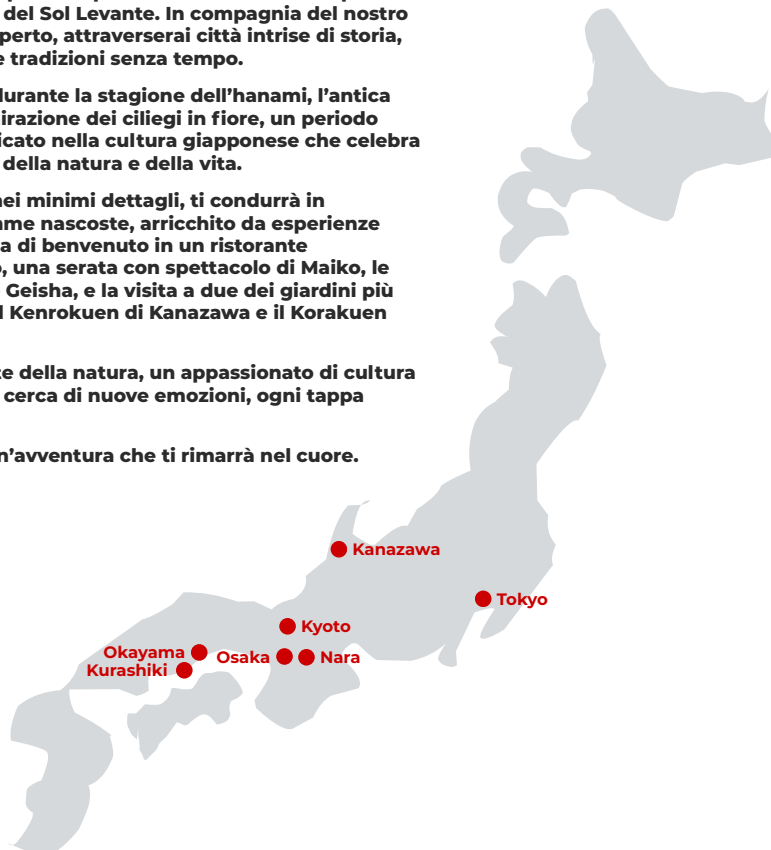 del Sol Levante. In compagnia del nostro
perto, attraverserai città intrise di storia,
e tradizioni senza tempo.
durante la stagione dell’hanami, l’antica
irazione dei ciliegi in fiore, un periodo
icato nella cultura giapponese che celebra
della natura e della vita.
nei minimi dettagli, ti condurrà in
mme nascoste, arricchito da esperienze
a di benvenuto in un ristorante
o, una serata con spettacolo di Maiko, le
Geisha, e la visita a due dei giardini più
l Kenrokuen di Kanazawa e il Korakuen
te della natura, un appassionato di cultura
cerca di nuove emozioni, ogni tappa
n’avventura che ti rimarrà nel cuore.
Kanazawa
Tokyo
Kyoto
Okayama
Osaka
Nara
Kurashiki